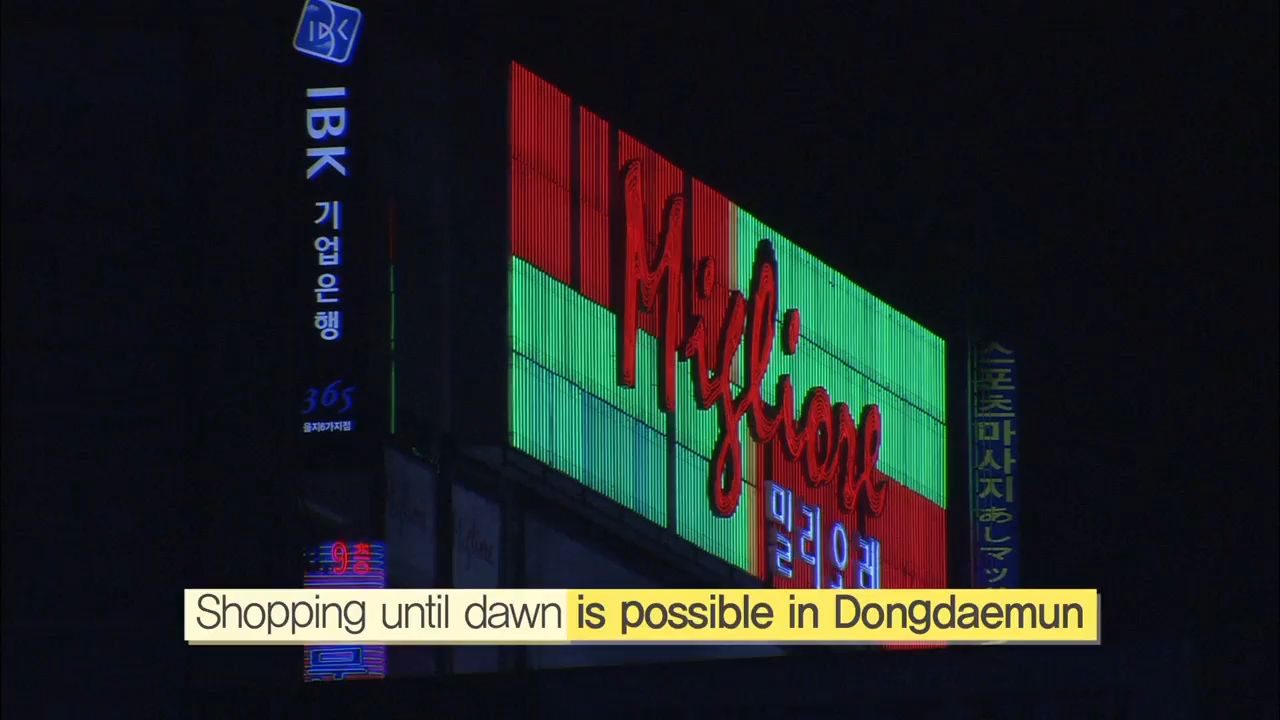 IBK
IBK
기업은행
365
을지6가지점
9층
Migliore
밀리오레
스포츠마사지あしマッ
Shopping until dawn is possible in Dongdaemun